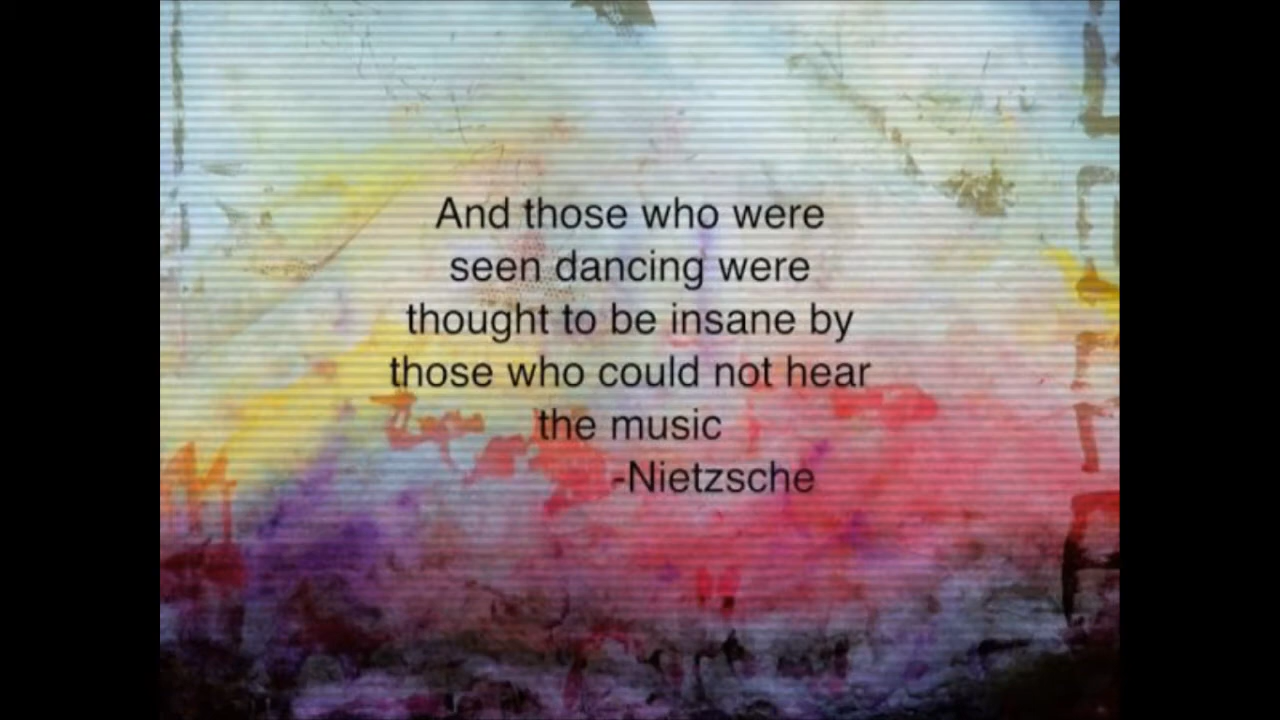 And those who were
seen dancing were
thought to be insane by
those who could not hear
the music
-Nietzsche